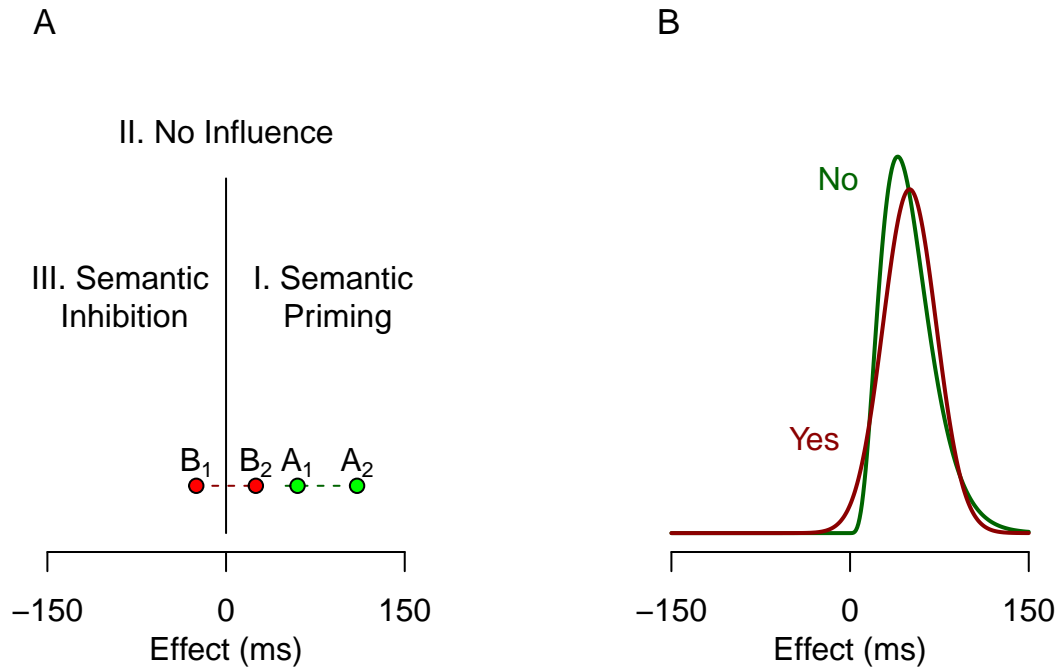 A
II. No Influence
III. Semantic
Inhibition
I. Semantic
Priming
B₁
B₂
A₁
A₂
−150
0
150
Effect (ms)
B
No
Yes
−150
0
150
Effect (ms)